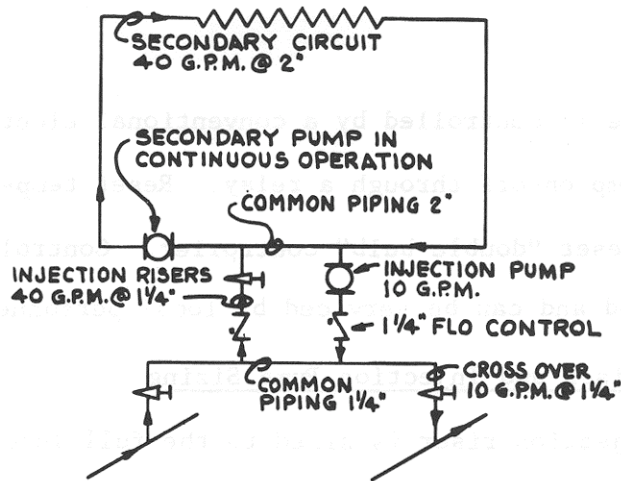 SECONDARY CIRCUIT
40 G.P.M. @ 2"
SECONDARY PUMP IN
CONTINUOUS OPERATION
COMMON PIPING 2"
INJECTION RISERS
40 G.P.M. @ 1¼"
INJECTION PUMP
10 G.P.M.
1¼" FLO CONTROL
COMMON
PIPING 1¼"
CROSS OVER
10 G.P.M. @ 1¼"